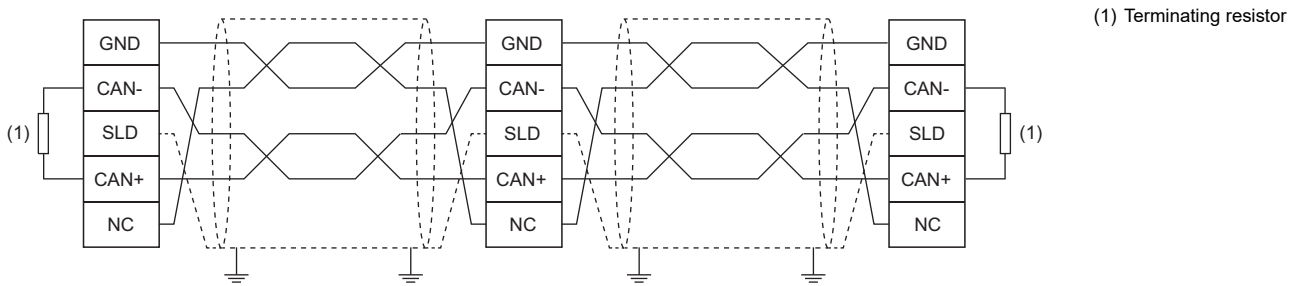 (1) Terminating resistor
GND GND GND
CAN- CAN- CAN-
(1) SLD SLD SLD (1)
CAN+ CAN+ CAN+
NC NC NC